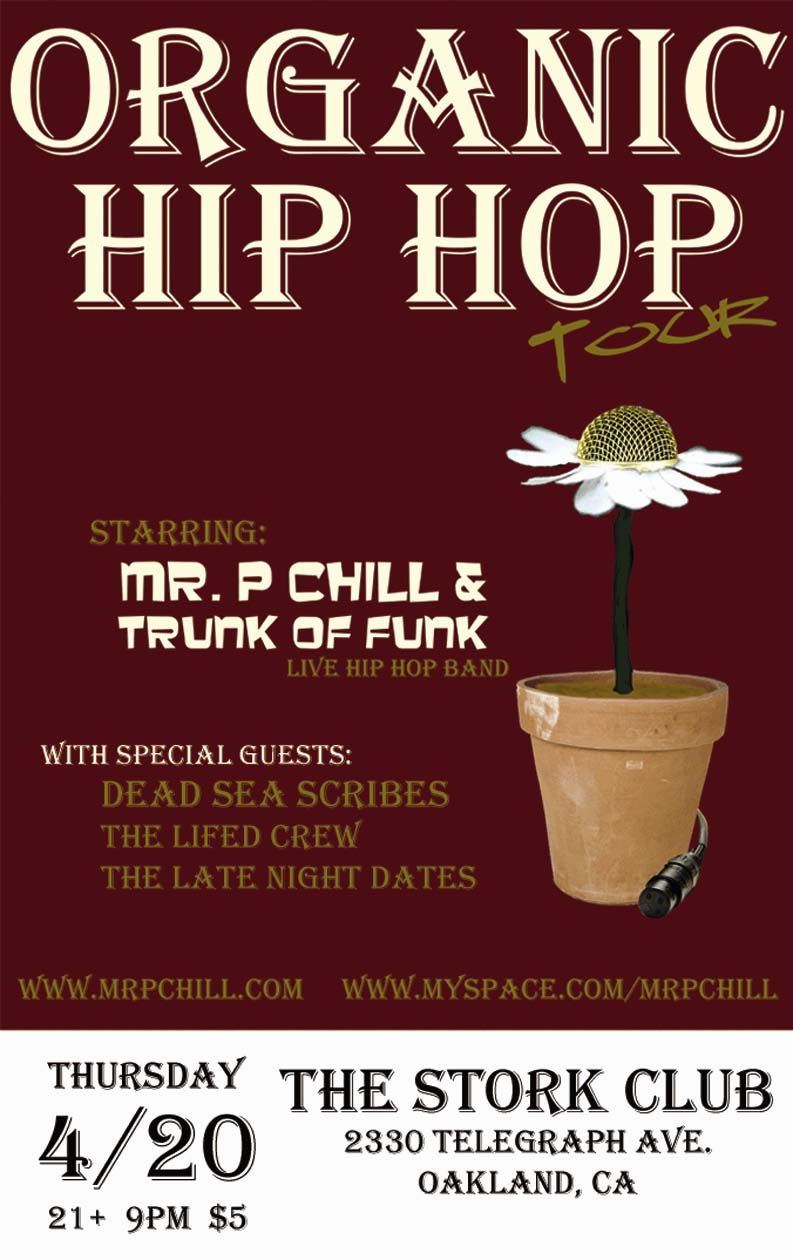 ORGANIC
HIP HOP
TOUR
STARRING:
MR. P CHILL &
TRUNK OF FUNK
LIVE HIP HOP BAND
WITH SPECIAL GUESTS:
DEAD SEA SCRIBES
THE LIFED CREW
THE LATE NIGHT DATES
WWW.MRPCHILL.COM WWW.MYSPACE.COM/MRPCHILL
THURSDAY
4/20
21+ 9PM $5
THE STORK CLUB
2330 TELEGRAPH AVE.
OAKLAND, CA